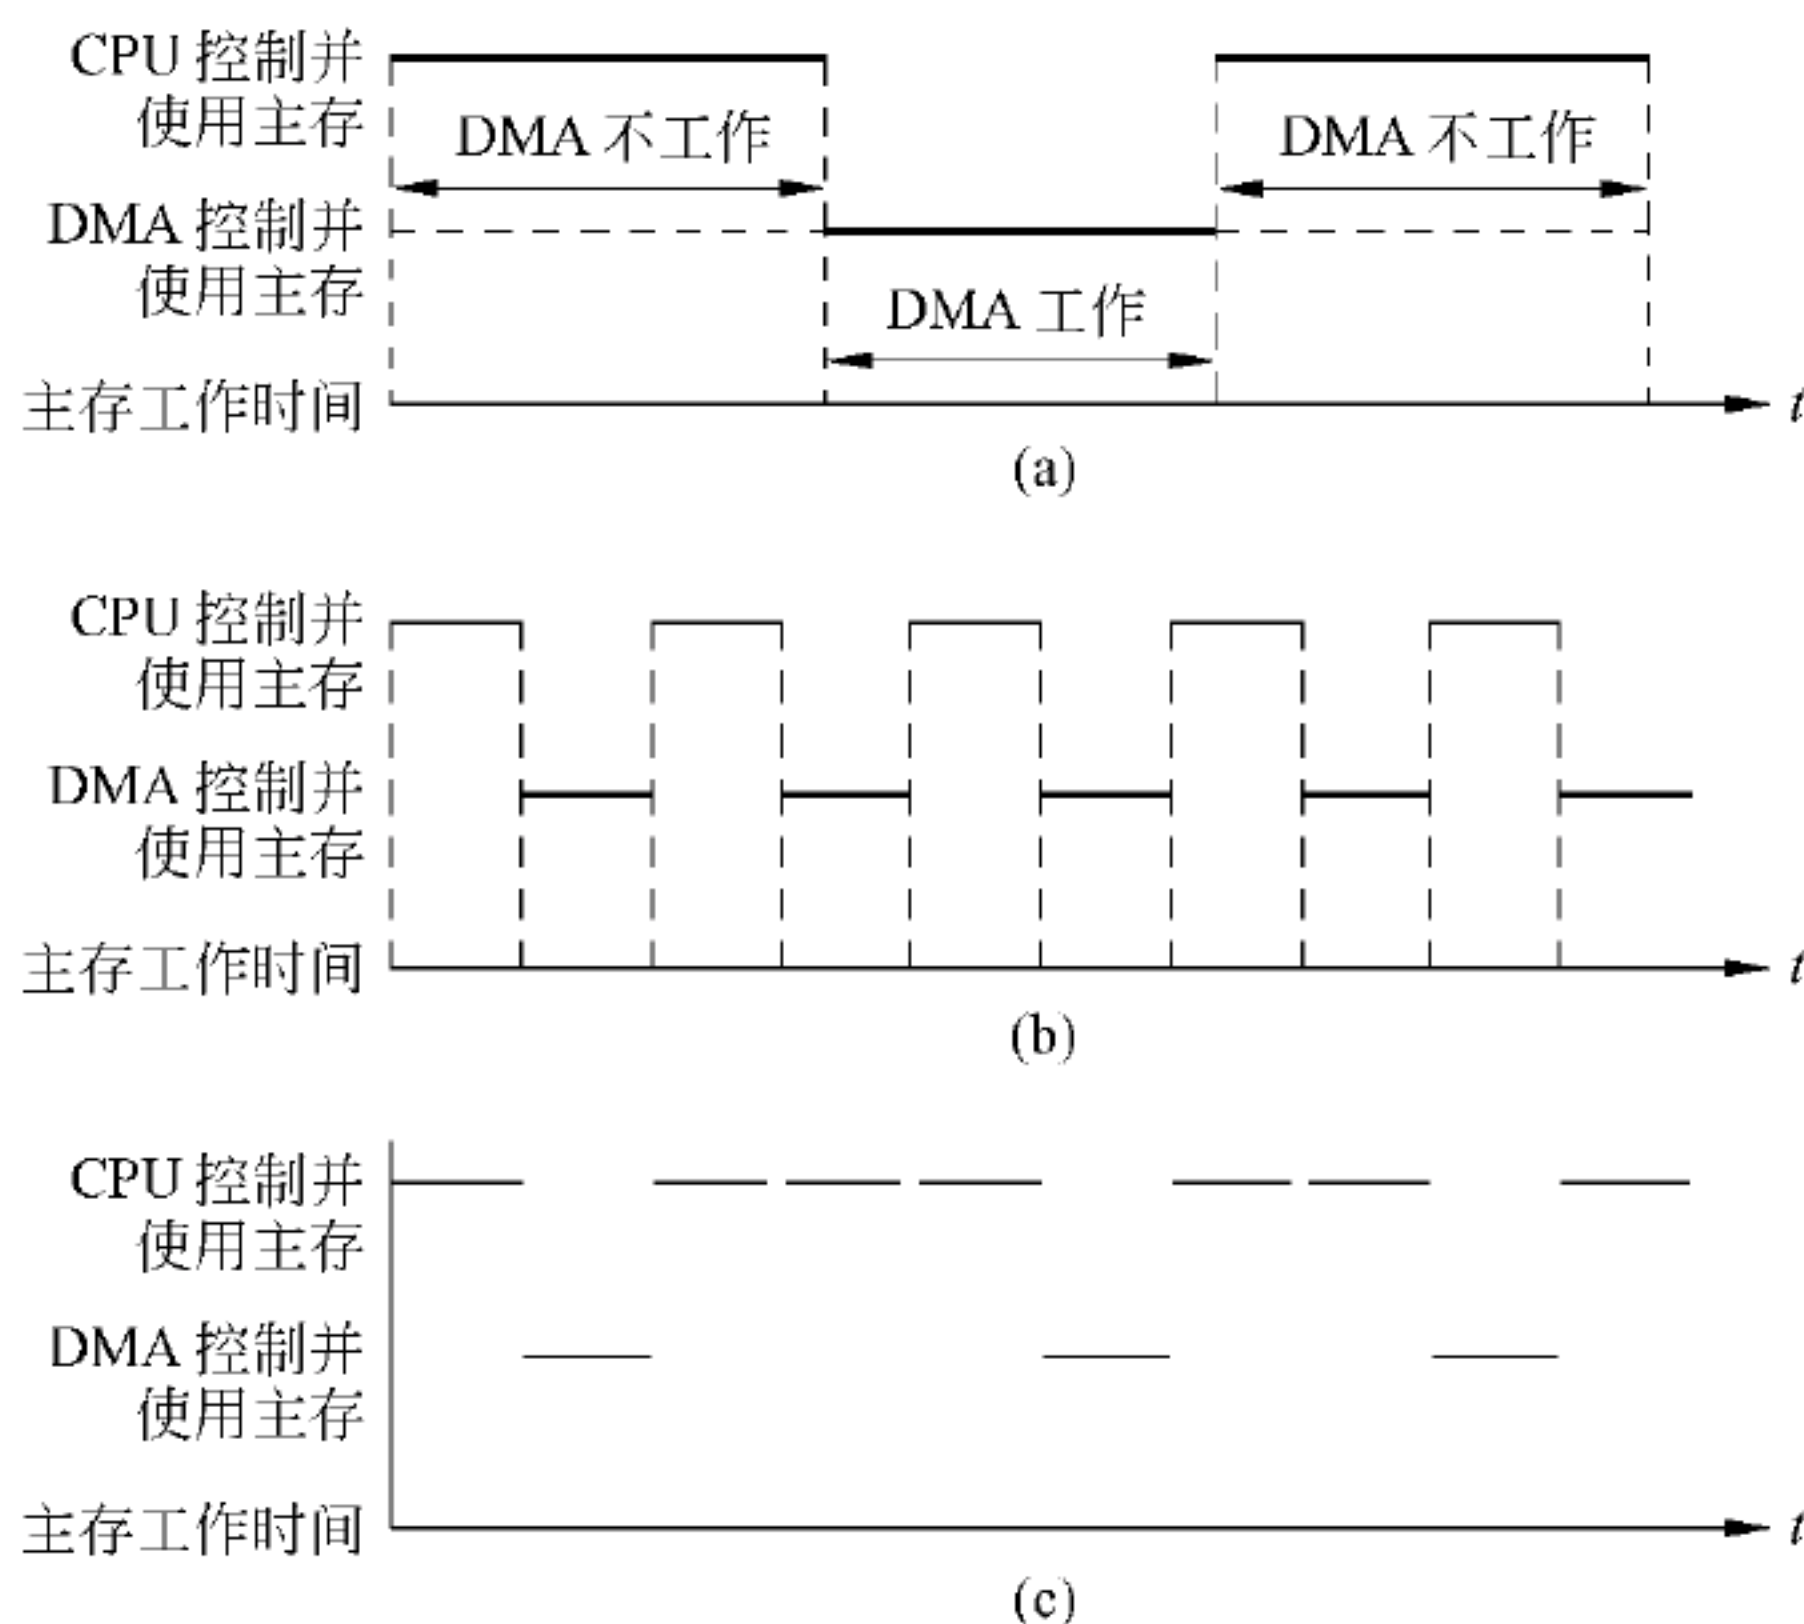 CPU 控制并
使用主存
DMA 不工作
DMA 不工作
DMA 控制并
使用主存
DMA 工作
主存工作时间
t
(a)
CPU 控制并
使用主存
DMA 控制并
使用主存
主存工作时间
t
(b)
CPU 控制并
使用主存
DMA 控制并
使用主存
主存工作时间
t
(c)